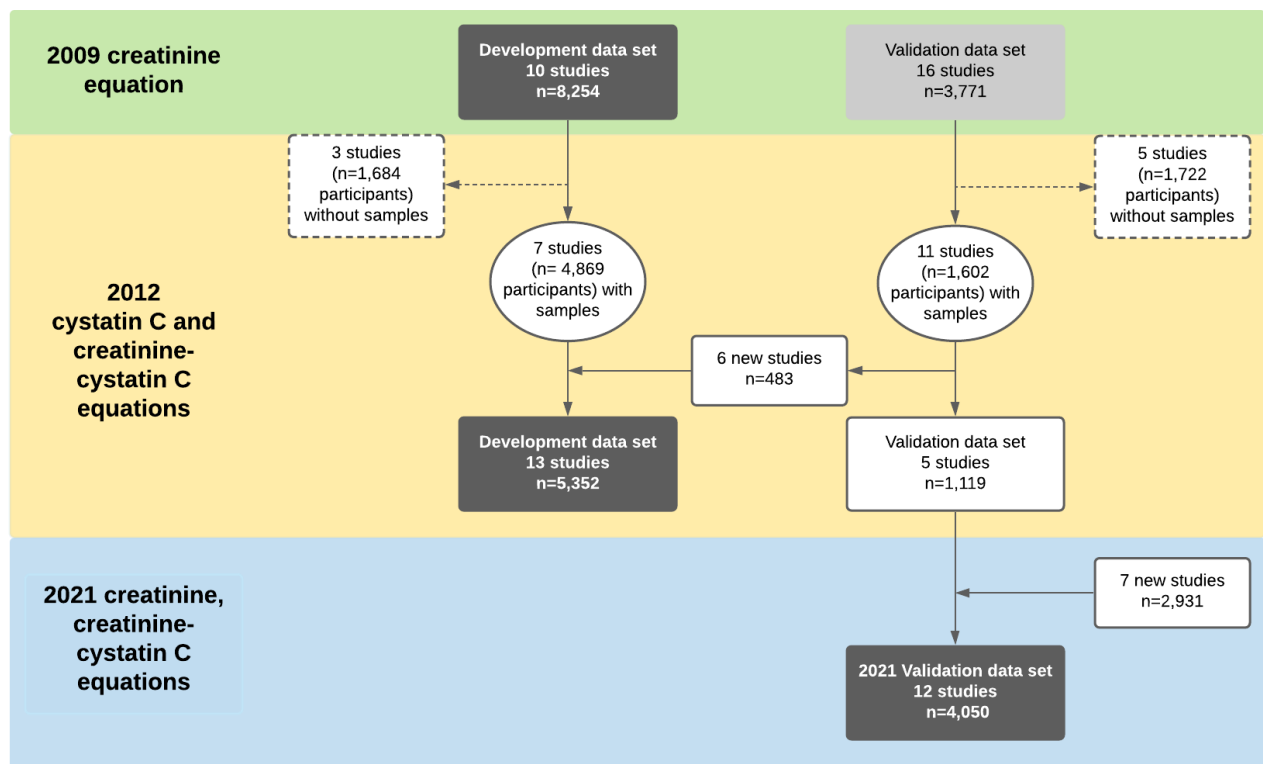 2009 creatinine
equation
Development data set
10 studies
n=8,254
Validation data set
16 studies
n=3,771
3 studies
(n=1,684
participants)
without samples
5 studies
(n=1,722
participants)
without samples
7 studies
(n= 4,869
participants) with
samples
11 studies
(n=1,602
participants) with
samples
2012
cystatin C and
creatinine-
cystatin C
equations
6 new studies
n=483
Development data set
13 studies
n=5,352
Validation data set
5 studies
n=1,119
2021 creatinine,
creatinine-
cystatin C
equations
7 new studies
n=2,931
2021 Validation data set
12 studies
n=4,050